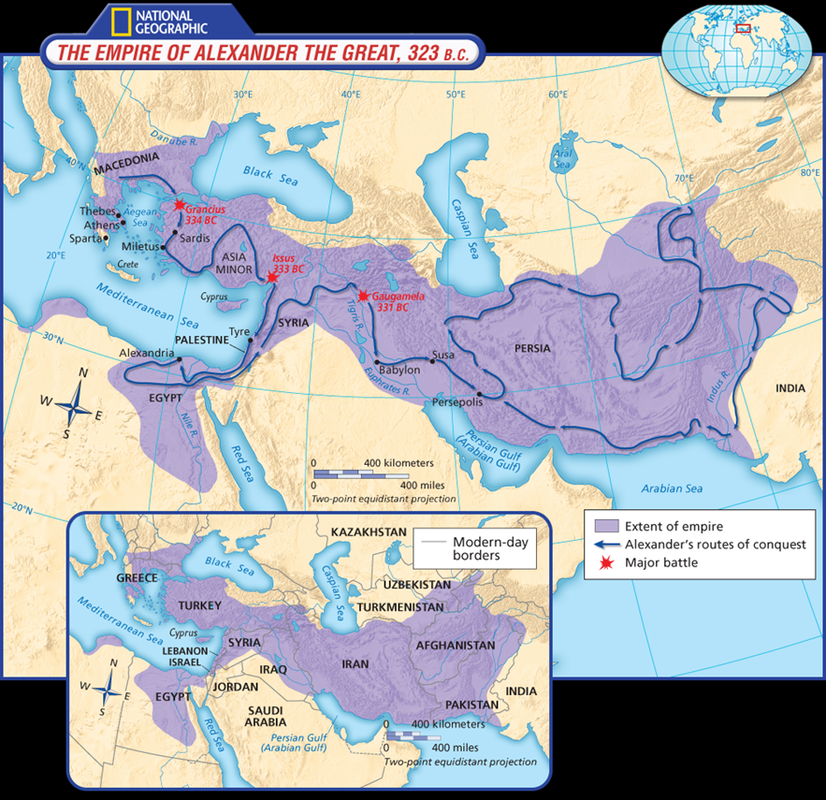 NATIONAL
GEOGRAPHIC
THE EMPIRE OF ALEXANDER THE GREAT, 323 B.C.
30°E
40°E
50°E
60°E
70°E
80°E
40°N
Danube R.
MACEDONIA
Black Sea
Aral
Sea
Caspian Sea
Thebes
Aegean
Sea
Grancius
334 BC
Athens
Sparta
Sardis
Miletus
ASIA
MINOR
Issus
333 BC
20°E
Crete
Cyprus
Gaugamela
331 BC
Mediterranean Sea
Tigris R.
SYRIA
30°N
Tyre
PALESTINE
Alexandria
PERSIA
Susa
Babylon
Euphrates R.
Persepolis
Indus R.
INDIA
N
W
E
S
EGYPT
Nile R.
Red Sea
Persian Gulf
(Arabian Gulf)
Arabian Sea
0
400 kilometers
0
400 miles
Two-point equidistant projection
20°N
Extent of empire
Alexander's routes of conquest
Major battle
KAZAKHSTAN
Modern-day
borders
Black Sea
Caspian Sea
GREECE
UZBEKISTAN
TURKEY
TURKMENISTAN
Mediterranean Sea
Cyprus
SYRIA
AFGHANISTAN
LEBANON
ISRAEL
IRAQ
IRAN
N
W
E
S
EGYPT
JORDAN
SAUDI
ARABIA
PAKISTAN
INDIA
Red Sea
Persian Gulf
(Arabian Gulf)
0
400 kilometers
0
400 miles
Two-point equidistant projection